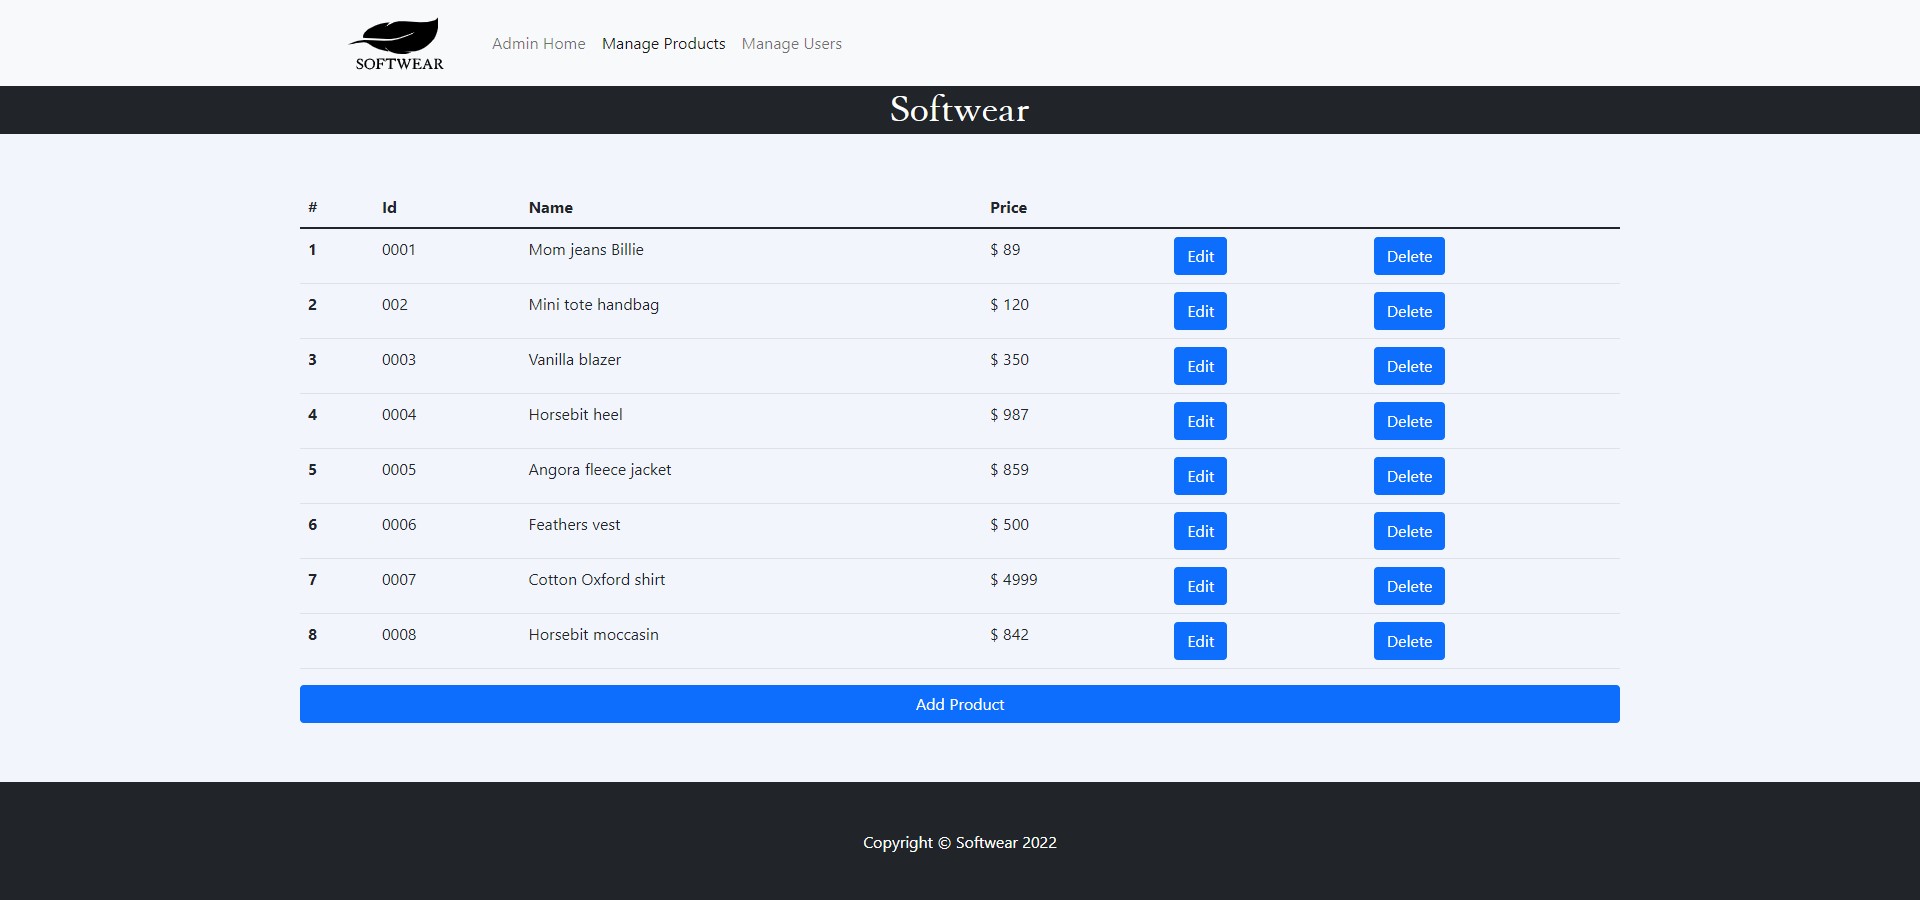 SOFTWEAR
Admin Home Manage Products Manage Users
Softwear
# Id Name Price
1 0001 Mom jeans Billie $ 89 Edit Delete
2 002 Mini tote handbag $ 120 Edit Delete
3 0003 Vanilla blazer $ 350 Edit Delete
4 0004 Horsebit heel $ 987 Edit Delete
5 0005 Angora fleece jacket $ 859 Edit Delete
6 0006 Feathers vest $ 500 Edit Delete
7 0007 Cotton Oxford shirt $ 4999 Edit Delete
8 0008 Horsebit moccasin $ 842 Edit Delete
Add Product
Copyright © Softwear 2022